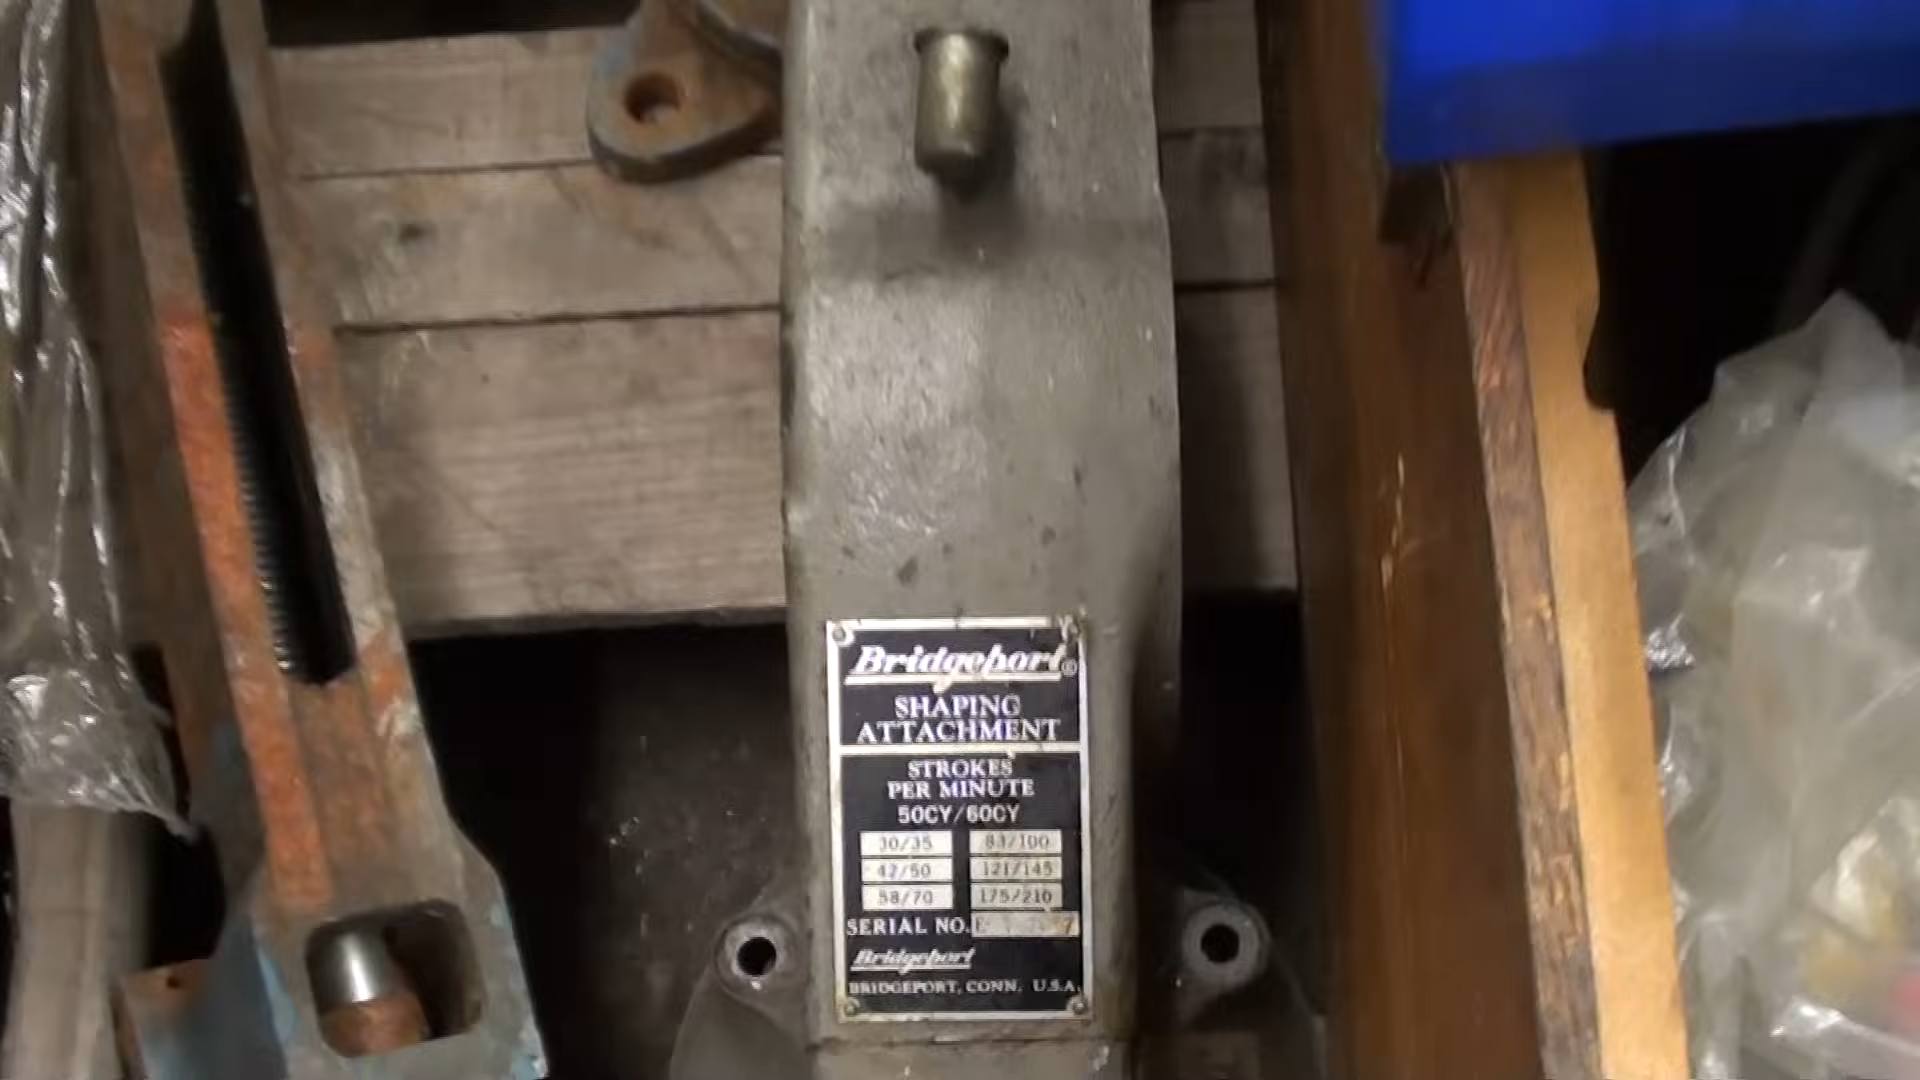 Bridgeport®
SHAPING
ATTACHMENT
STROKES
PER MINUTE
50CY/60CY
30/35 83/100
42/50 121/145
58/70 175/210
SERIAL NO.
Bridgeport
BRIDGEPORT, CONN. U.S.A.